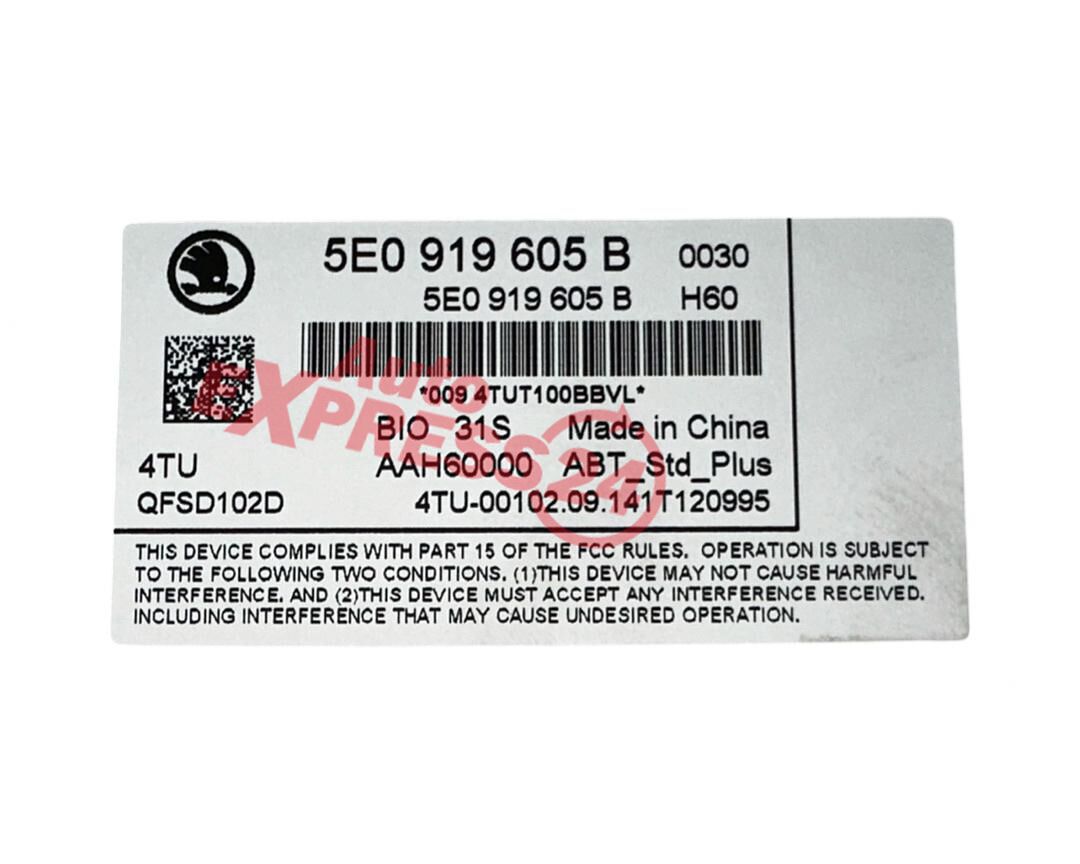 5E0 919 605 B 0030
5E0 919 605 B H60
*009 4TUT100BBVL*
BIO 31S Made in China
4TU AAH60000 ABT_Std_Plus
QFSD102D 4TU-00102.09.141T120995
Auto
EXPRESS24
THIS DEVICE COMPLIES WITH PART 15 OF THE FCC RULES. OPERATION IS SUBJECT
TO THE FOLLOWING TWO CONDITIONS. (1)THIS DEVICE MAY NOT CAUSE HARMFUL
INTERFERENCE. AND (2)THIS DEVICE MUST ACCEPT ANY INTERFERENCE RECEIVED.
INCLUDING INTERFERENCE THAT MAY CAUSE UNDESIRED OPERATION.